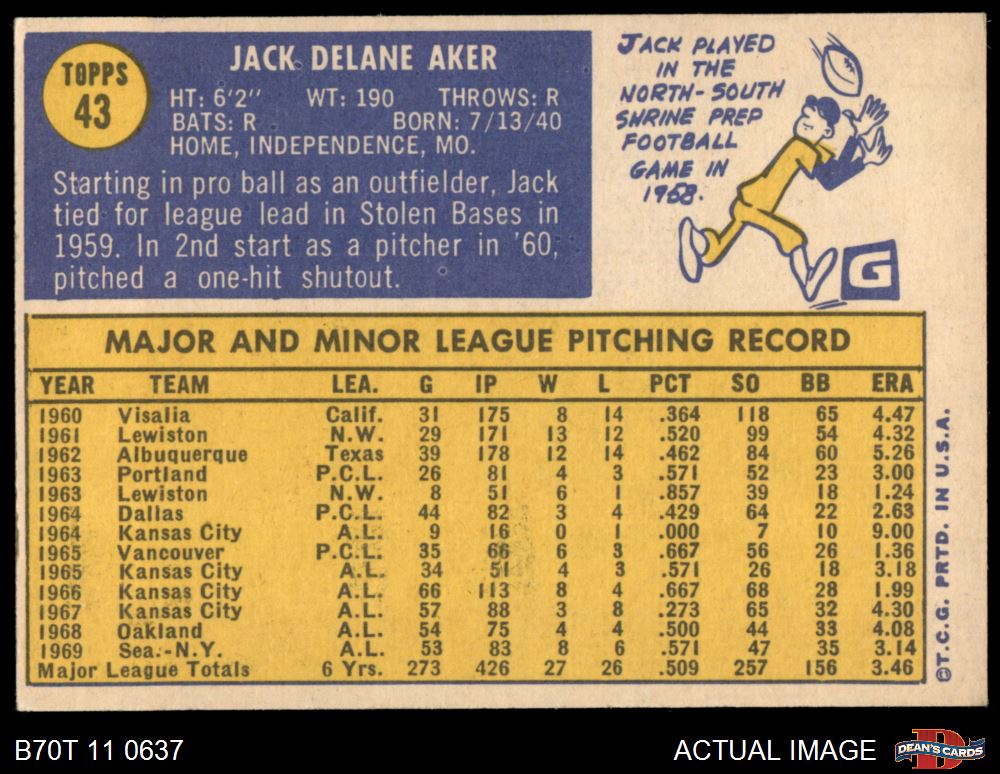 TOPPS
43
JACK DELANE AKER
HT: 6'2" WT: 190 THROWS: R
BATS: R BORN: 7/13/40
HOME, INDEPENDENCE, MO.
Starting in pro ball as an outfielder, Jack
tied for league lead in Stolen Bases in
1959. In 2nd start as a pitcher in '60,
pitched a one-hit shutout.
JACK PLAYED
IN THE
NORTH-SOUTH
SHRINE PREP
FOOTBALL
GAME IN
1958.
G
MAJOR AND MINOR LEAGUE PITCHING RECORD
YEAR TEAM LEA. G IP W L PCT SO BB ERA
1960 Visalia Calif. 31 175 8 14 .364 118 65 4.47
1961 Lewiston N.W. 29 171 13 12 .520 99 54 4.32
1962 Albuquerque Texas 39 178 12 14 .462 84 60 5.26
1963 Portland P.C.L. 26 81 4 3 .571 52 23 3.00
1963 Lewiston N.W. 8 51 6 1 .857 39 18 1.24
1964 Dallas P.C.L. 44 82 3 4 .429 64 22 2.63
1964 Kansas City A.L. 9 16 0 1 .000 7 10 9.00
1965 Vancouver P.C.L. 35 66 6 3 .667 56 26 1.36
1965 Kansas City A.L. 34 51 4 3 .571 26 18 3.18
1966 Kansas City A.L. 66 113 8 4 .667 68 28 1.99
1967 Kansas City A.L. 57 88 3 8 .273 65 32 4.30
1968 Oakland A.L. 54 75 4 4 .500 44 33 4.08
1969 Sea.-N.Y. A.L. 53 83 8 6 .571 47 35 3.14
Major League Totals 6 Yrs. 273 426 27 26 .509 257 156 3.46
©T.C.G. PRTD. IN U.S.A.
B70T 11 0637
ACTUAL IMAGE
D
DEAN'S CARDS